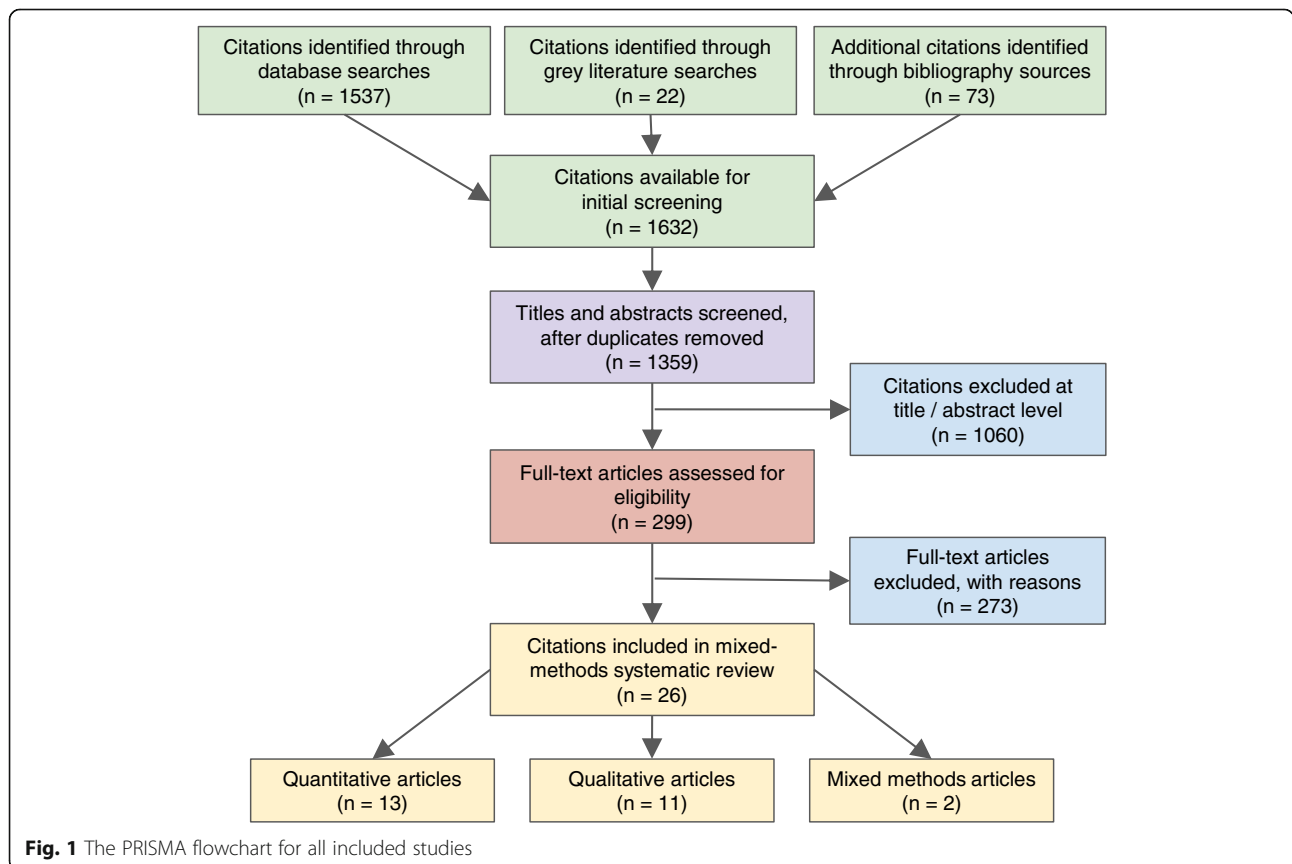 Citations identified through
database searches
(n = 1537)
Citations identified through
grey literature searches
(n = 22)
Additional citations identified
through bibliography sources
(n = 73)
Citations available for
initial screening
(n = 1632)
Titles and abstracts screened,
after duplicates removed
(n = 1359)
Citations excluded at
title / abstract level
(n = 1060)
Full-text articles assessed for
eligibility
(n = 299)
Full-text articles
excluded, with reasons
(n = 273)
Citations included in mixed-
methods systematic review
(n = 26)
Quantitative articles
(n = 13)
Qualitative articles
(n = 11)
Mixed methods articles
(n = 2)
Fig. 1 The PRISMA flowchart for all included studies